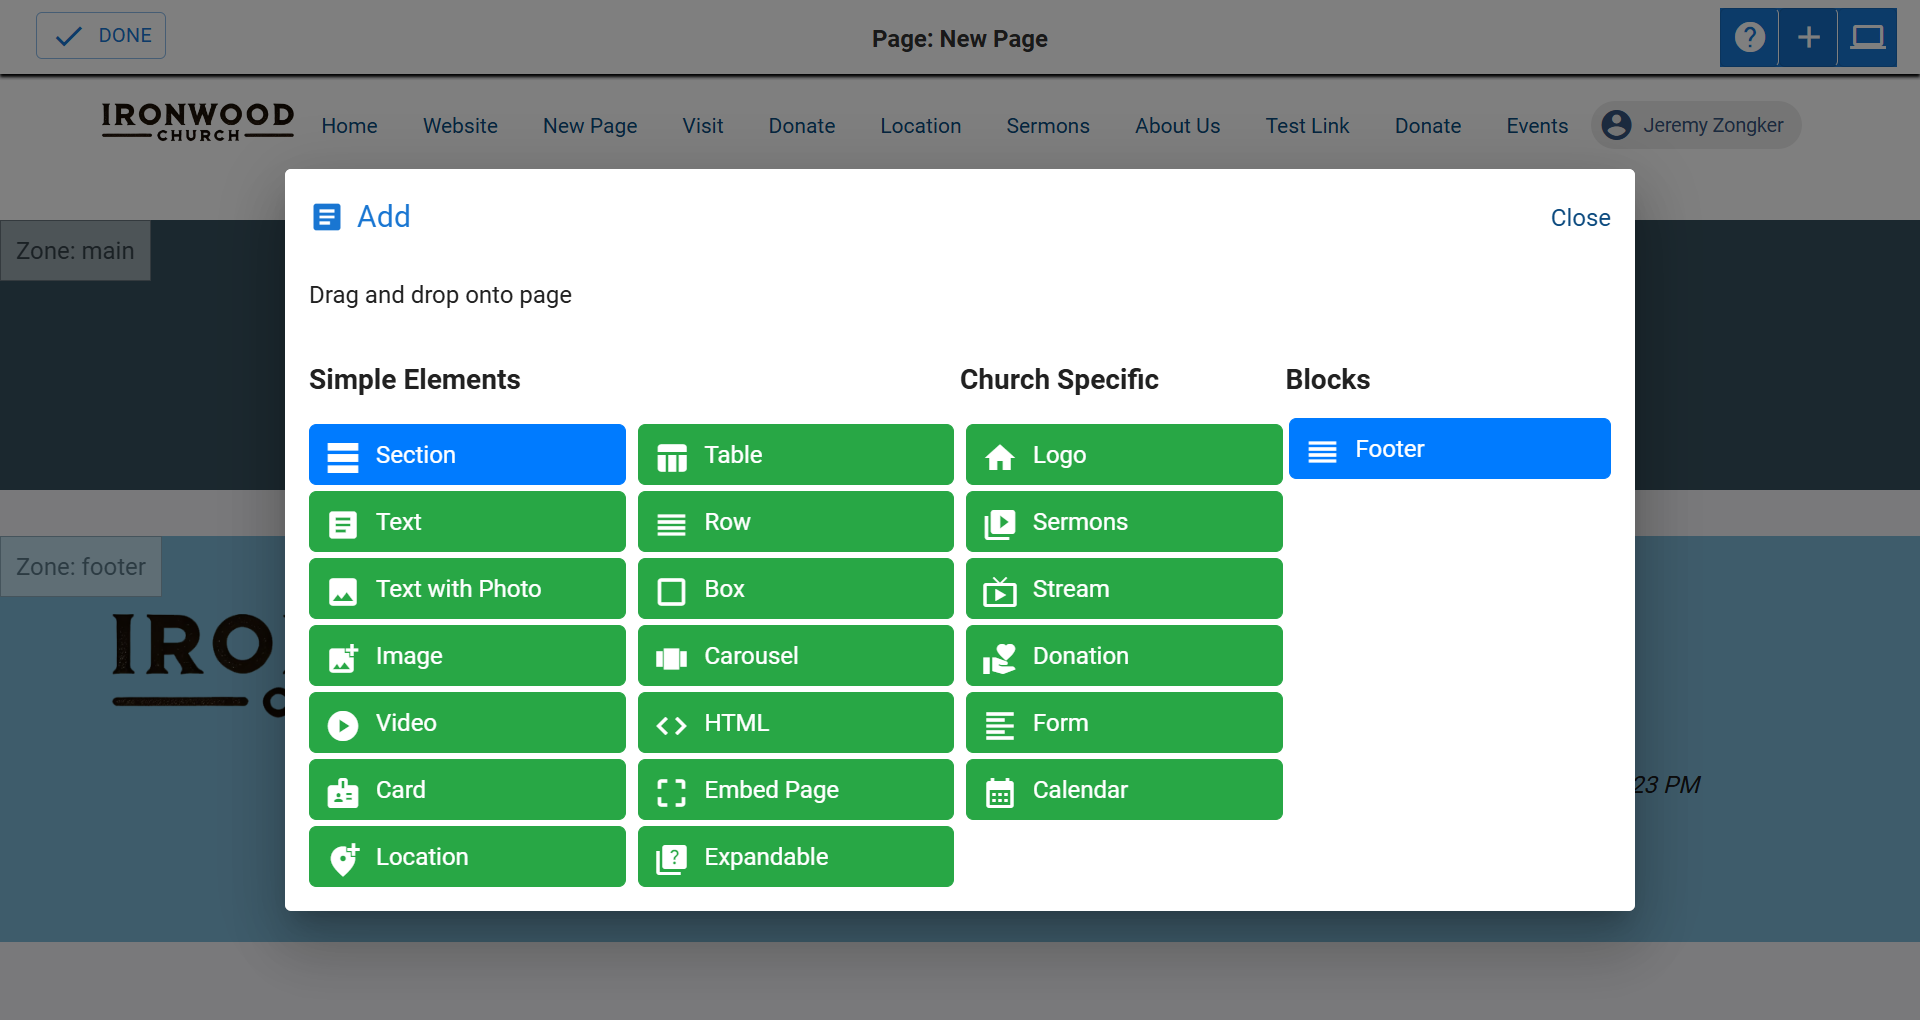 DONE
Page: New Page
IRONWOOD
CHURCH
Home Website New Page Visit Donate Location Sermons About Us Test Link Donate Events Jeremy Zongker
Add
Close
Zone: main
Drag and drop onto page
Simple Elements Church Specific Blocks
Section Table Logo Footer
Text Row Sermons
Zone: footer
Text with Photo Box Stream
IRO
Image Carousel Donation
C
Video HTML Form
Card Embed Page Calendar
23 PM
Location Expandable